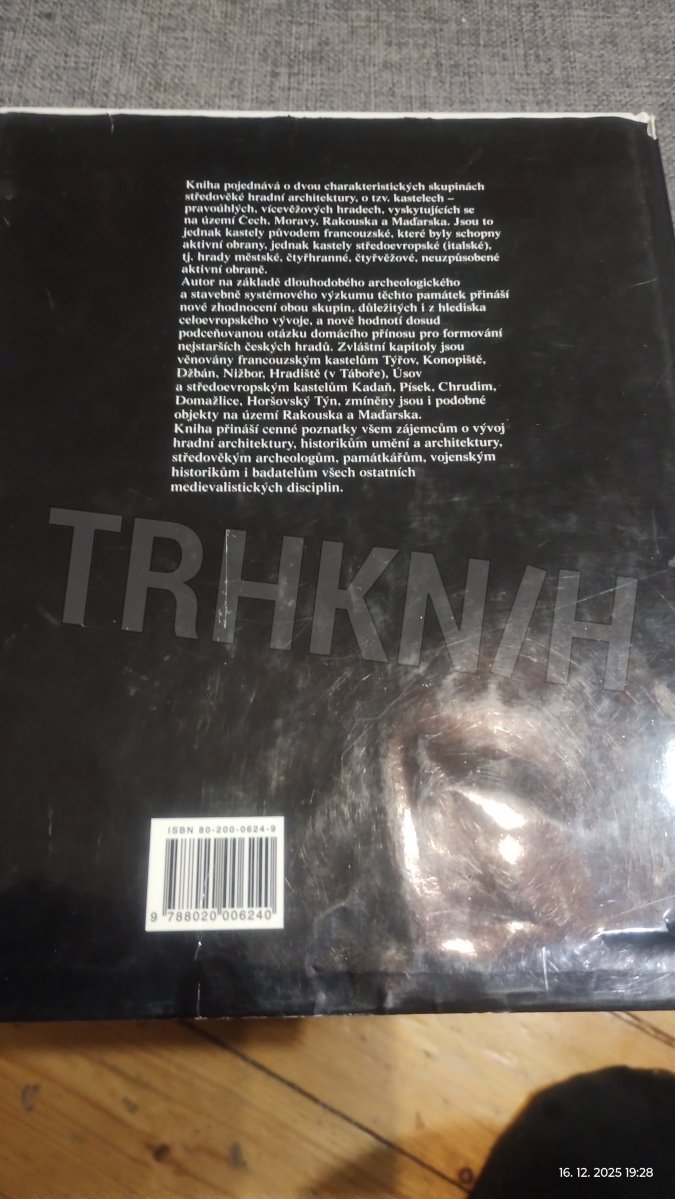 Kniha pojednává o dvou charakteristických skupinách
středověké hradní architektury, o tzv. kastelech –
pravoúhlých, vícevěžových hradech, vyskytujících se
na území Čech, Moravy, Rakouska a Maďarska. Jsou to
jednak kastely původem francouzské, které byly schopny
aktivní obrany, jednak kastely středoevropské (italské),
tj. hrady městské, čtyřhranné, čtyřvěžové, neuzpůsobené
aktivní obraně.
Autor na základě dlouhodobého archeologického
a stavebně systémového výzkumu těchto památek přináší
nové zhodnocení obou skupin, důležitých i z hlediska
celoevropského vývoje, a nově hodnotí dosud
podceňovanou otázku domácího přínosu pro formování
nejstarších českých hradů. Zvláštní kapitoly jsou
věnovány francouzským kastelům Týřov, Konopiště,
Džbán, Nižbor, Hradiště (v Táboře), Úsov
a středoevropským kastelům Kadaň, Písek, Chrudim,
Domažlice, Horšovský Týn, zmíněny jsou i podobné
objekty na území Rakouska a Maďarska.
Kniha přináší cenné poznatky všem zájemcům o vývoj
hradní architektury, historikům umění a architektury,
středověkým archeologům, památkářům, vojenským
historikům i badatelům všech ostatních
medievalistických disciplin.
TRHKNIH
ISBN 80-200-0624-9
9 788020 006240
16. 12. 2025 19:28